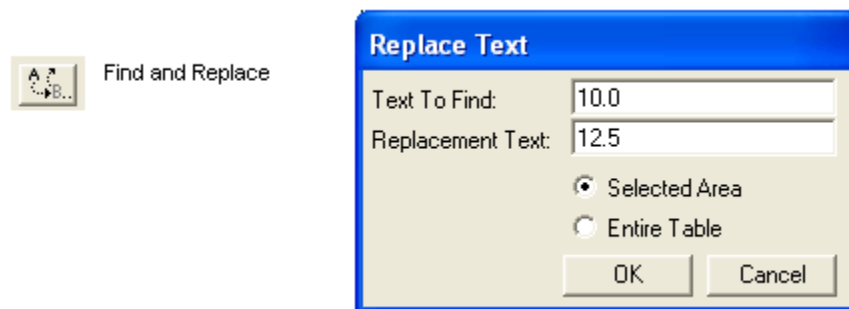 A
B..
Find and Replace
Replace Text
Text To Find: 10.0
Replacement Text: 12.5
Selected Area
Entire Table
OK Cancel